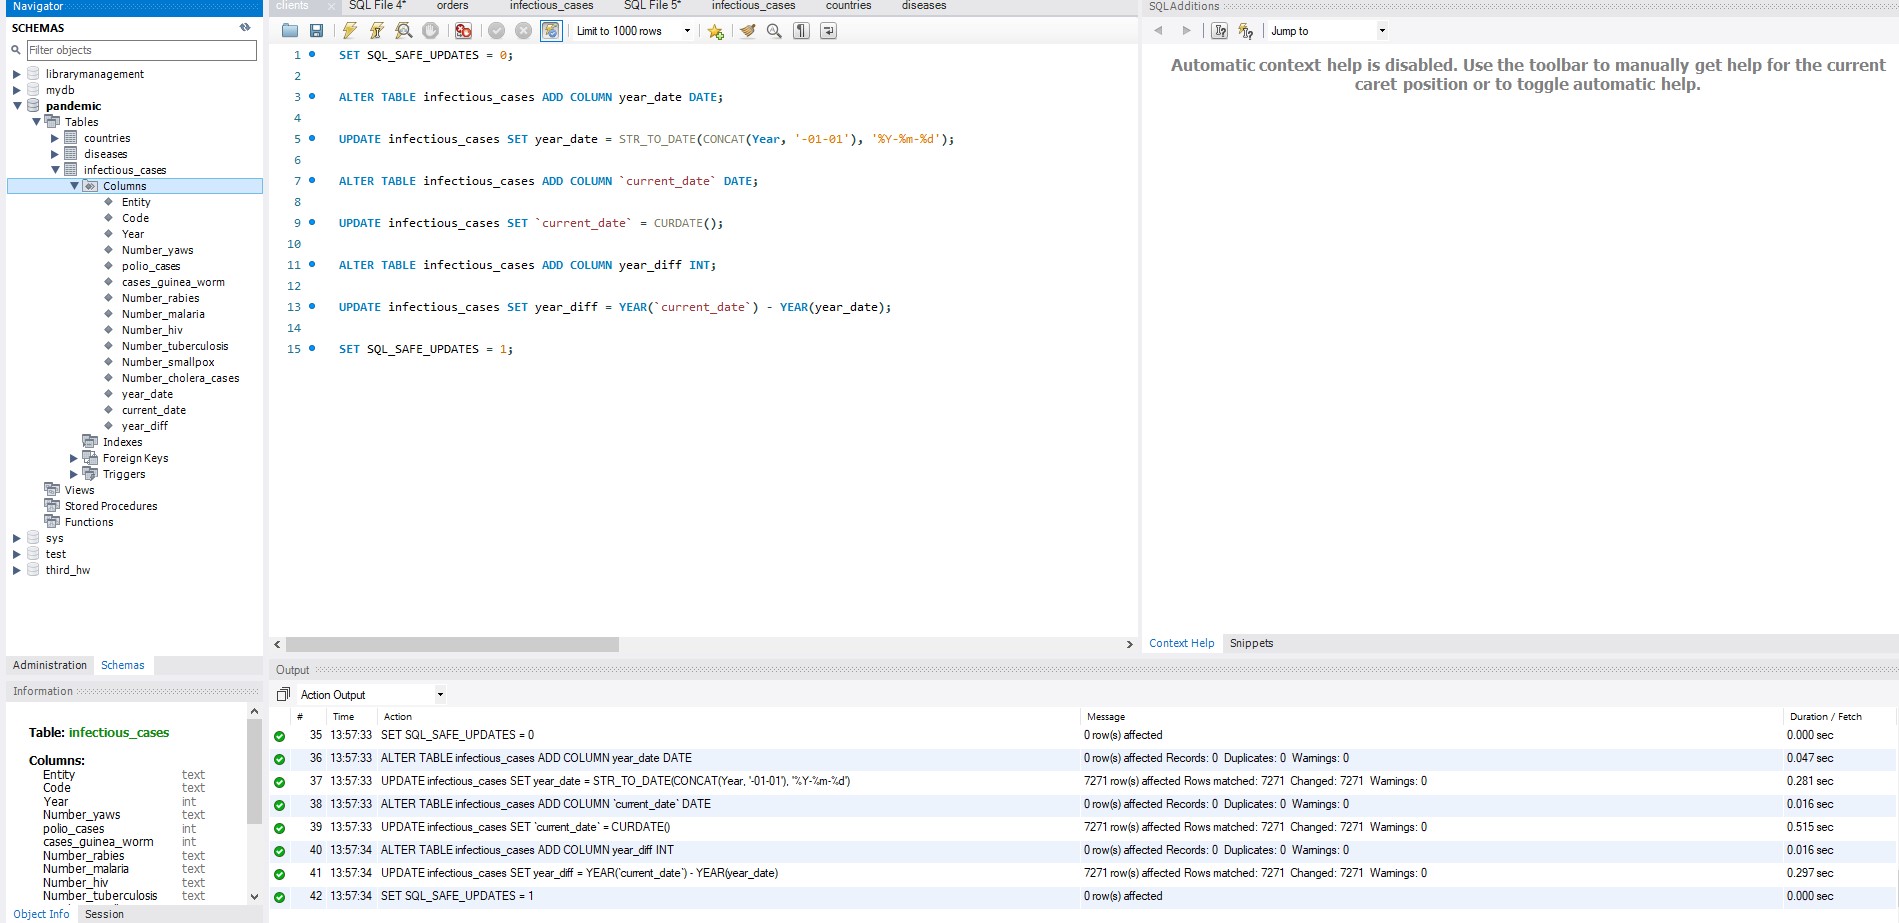 Navigator
SCHEMAS
Filter objects
librarymanagement
mydb
pandemic
Tables
countries
diseases
infectious_cases
Columns
Entity
Code
Year
Number_yaws
polio_cases
cases_guinea_worm
Number_rabies
Number_malaria
Number_hiv
Number_tuberculosis
Number_smallpox
Number_cholera_cases
year_date
current_date
year_diff
Indexes
Foreign Keys
Triggers
Views
Stored Procedures
Functions
sys
test
third_hw
Administration Schemas
Information
Table: infectious_cases
Columns:
Entity text
Code text
Year int
Number_yaws text
polio_cases int
cases_guinea_worm int
Number_rabies text
Number_malaria text
Number_hiv text
Number_tuberculosis text
Object Info Session
clients SQL File 4* orders infectious_cases SQL File 5* infectious_cases countries diseases
Limit to 1000 rows
1 SET SQL_SAFE_UPDATES = 0;
2
3 ALTER TABLE infectious_cases ADD COLUMN year_date DATE;
4
5 UPDATE infectious_cases SET year_date = STR_TO_DATE(CONCAT(Year, '-01-01'), '%Y-%m-%d');
6
7 ALTER TABLE infectious_cases ADD COLUMN `current_date` DATE;
8
9 UPDATE infectious_cases SET `current_date` = CURDATE();
10
11 ALTER TABLE infectious_cases ADD COLUMN year_diff INT;
12
13 UPDATE infectious_cases SET year_diff = YEAR(`current_date`) - YEAR(year_date);
14
15 SET SQL_SAFE_UPDATES = 1;
SQLAdditions
Jump to
Automatic context help is disabled. Use the toolbar to manually get help for the current
caret position or to toggle automatic help.
Context Help Snippets
Output
Action Output
# Time Action Message Duration / Fetch
35 13:57:33 SET SQL_SAFE_UPDATES = 0 0 row(s) affected 0.000 sec
36 13:57:33 ALTER TABLE infectious_cases ADD COLUMN year_date DATE 0 row(s) affected Records: 0 Duplicates: 0 Warnings: 0 0.047 sec
37 13:57:33 UPDATE infectious_cases SET year_date = STR_TO_DATE(CONCAT(Year, '-01-01'), '%Y-%m-%d') 7271 row(s) affected Rows matched: 7271 Changed: 7271 Warnings: 0 0.281 sec
38 13:57:33 ALTER TABLE infectious_cases ADD COLUMN `current_date` DATE 0 row(s) affected Records: 0 Duplicates: 0 Warnings: 0 0.016 sec
39 13:57:33 UPDATE infectious_cases SET `current_date` = CURDATE() 7271 row(s) affected Rows matched: 7271 Changed: 7271 Warnings: 0 0.515 sec
40 13:57:34 ALTER TABLE infectious_cases ADD COLUMN year_diff INT 0 row(s) affected Records: 0 Duplicates: 0 Warnings: 0 0.016 sec
41 13:57:34 UPDATE infectious_cases SET year_diff = YEAR(`current_date`) - YEAR(year_date) 7271 row(s) affected Rows matched: 7271 Changed: 7271 Warnings: 0 0.297 sec
42 13:57:34 SET SQL_SAFE_UPDATES = 1 0 row(s) affected 0.000 sec